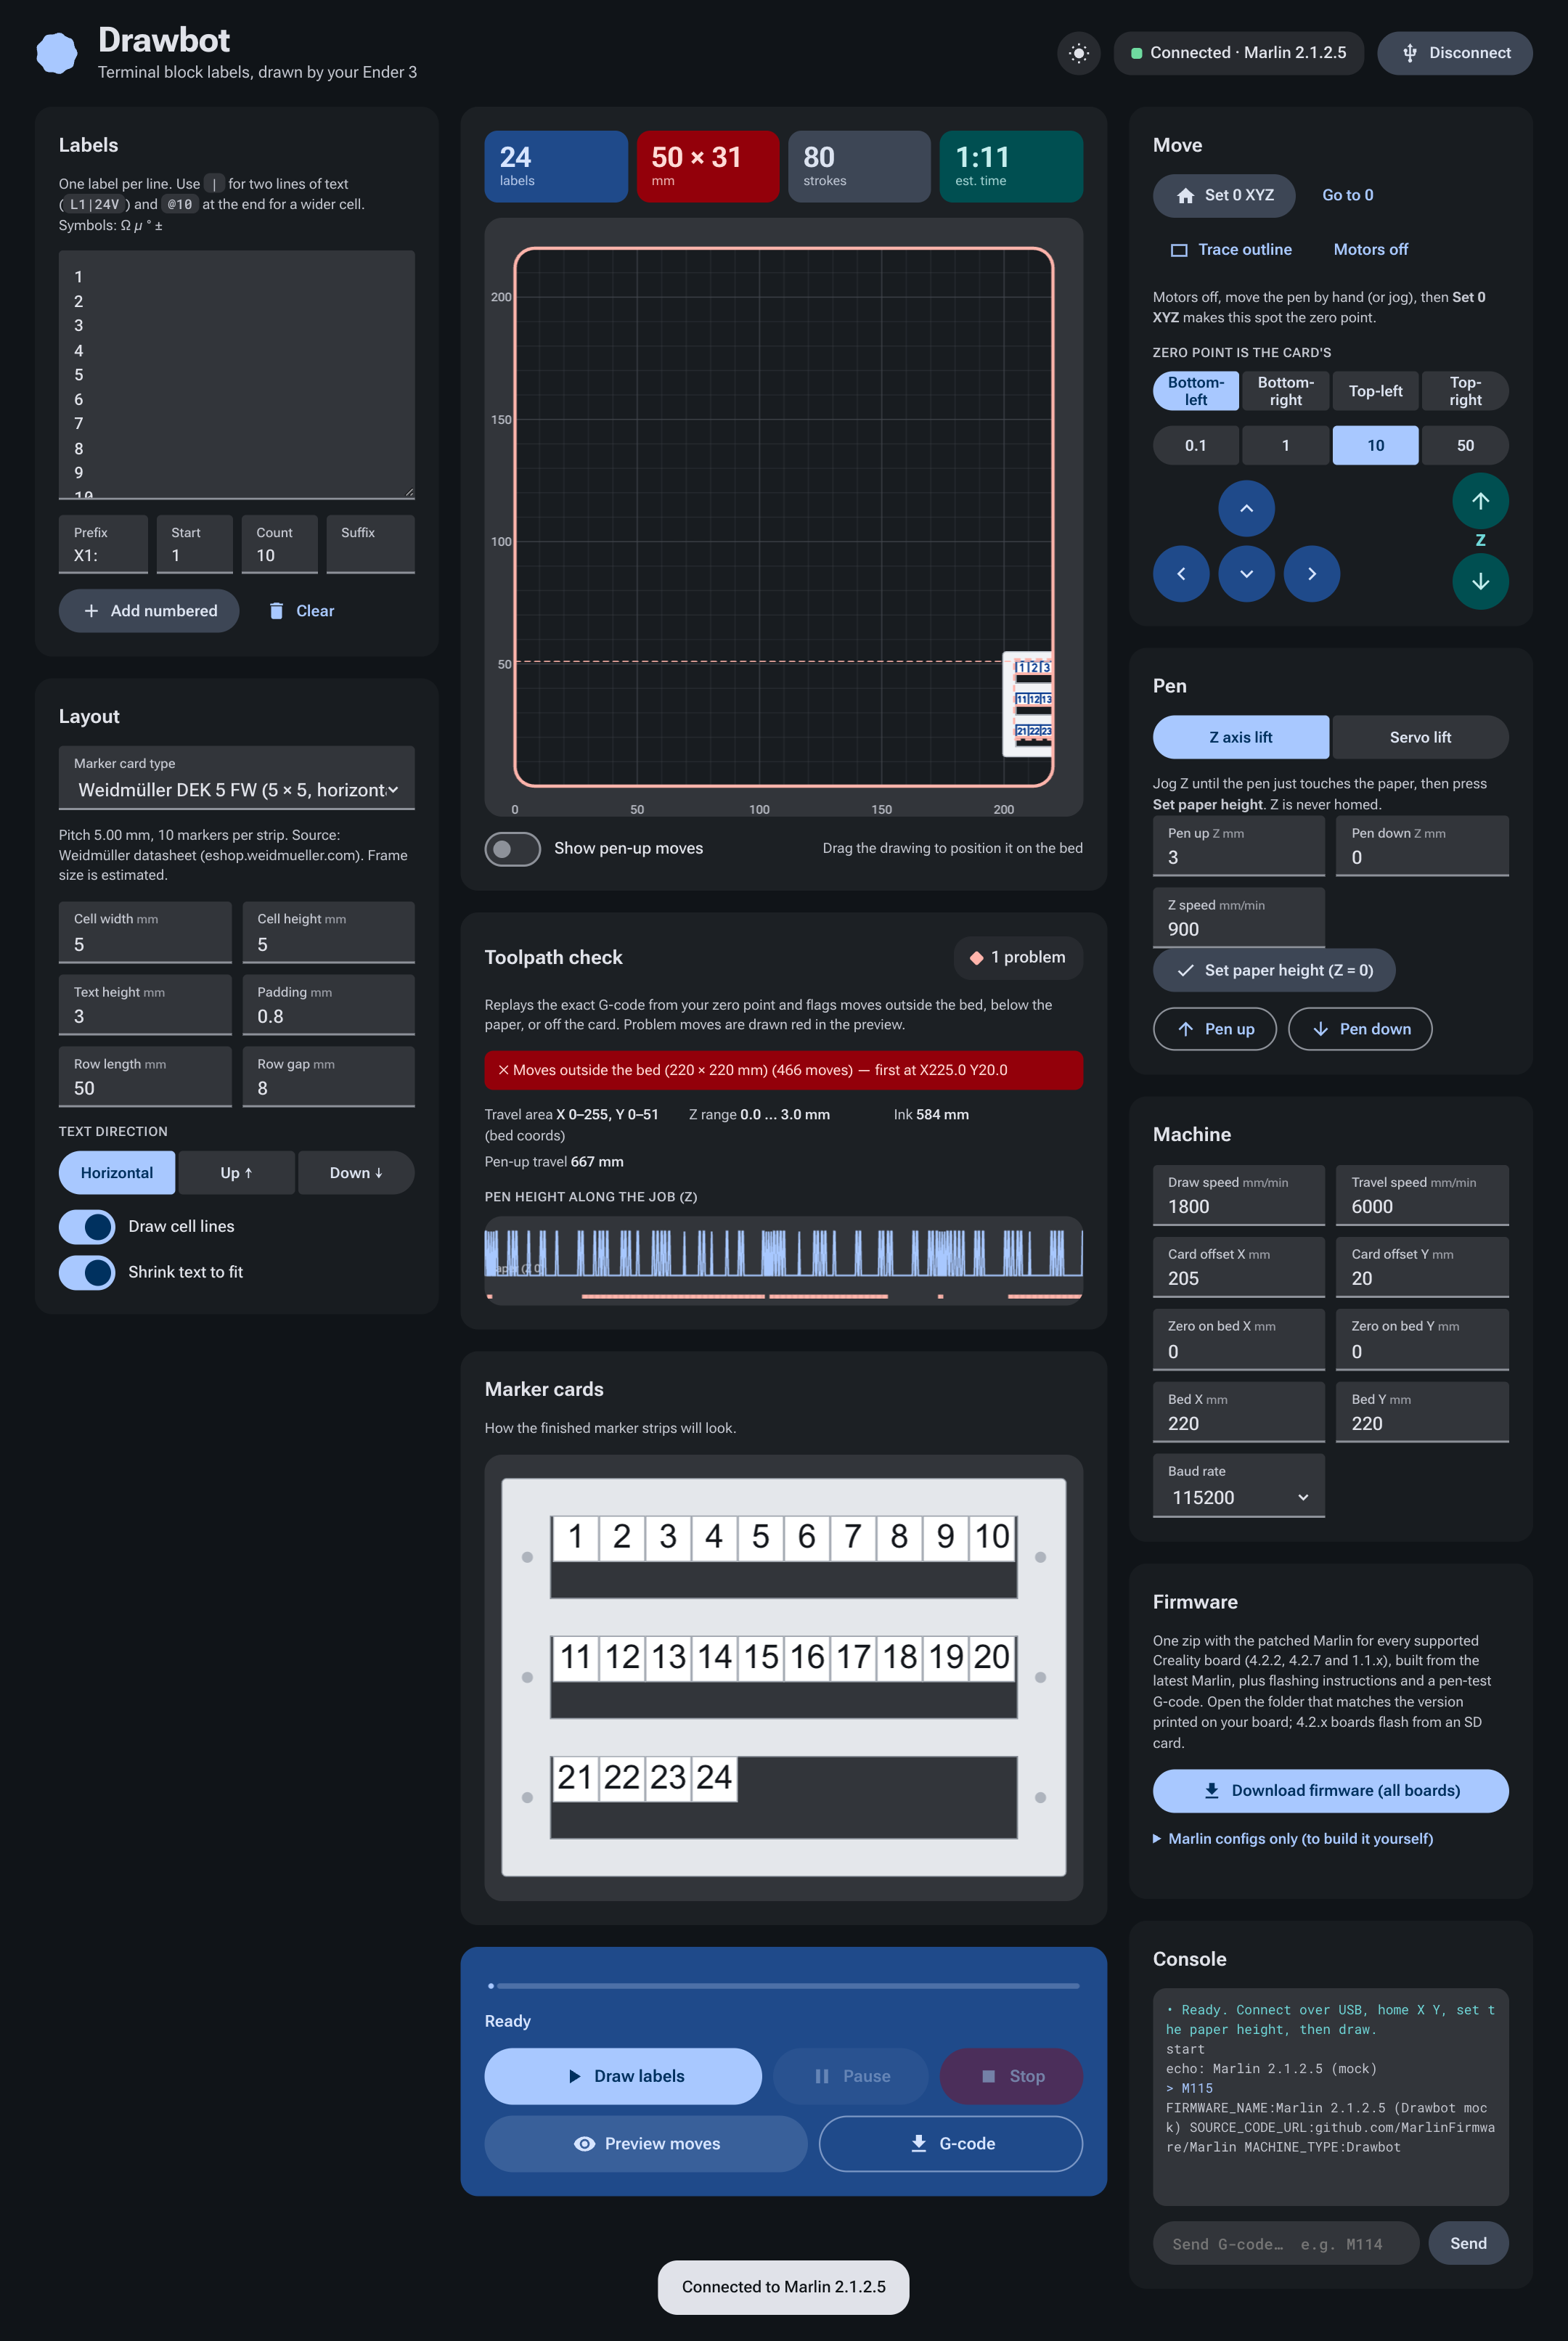 Drawbot
Terminal block labels, drawn by your Ender 3
Connected · Marlin 2.1.2.5
Disconnect
Labels
One label per line. Use | for two lines of text
(L1|24V) and @10 at the end for a wider cell.
Symbols: Ω µ ° ±
1
2
3
4
5
6
7
8
9
10
Prefix
X1:
Start
1
Count
10
Suffix
Add numbered
Clear
Layout
Marker card type
Weidmüller DEK 5 FW (5 × 5, horizont
Pitch 5.00 mm, 10 markers per strip. Source:
Weidmüller datasheet (eshop.weidmueller.com). Frame
size is estimated.
Cell width mm
5
Cell height mm
5
Text height mm
3
Padding mm
0.8
Row length mm
50
Row gap mm
8
TEXT DIRECTION
Horizontal
Up ↑
Down ↓
Draw cell lines
Shrink text to fit
24
labels
50 × 31
mm
80
strokes
1:11
est. time
200
150
100
50
1 2 3
11 12 13
21 22 23
0 50 100 150 200
Show pen-up moves
Drag the drawing to position it on the bed
Toolpath check
1 problem
Replays the exact G-code from your zero point and flags moves outside the bed, below the
paper, or off the card. Problem moves are drawn red in the preview.
✕ Moves outside the bed (220 × 220 mm) (466 moves) — first at X225.0 Y20.0
Travel area X 0–255, Y 0–51
(bed coords)
Z range 0.0 … 3.0 mm
Ink 584 mm
Pen-up travel 667 mm
PEN HEIGHT ALONG THE JOB (Z)
Marker cards
How the finished marker strips will look.
1 2 3 4 5 6 7 8 9 10
11 12 13 14 15 16 17 18 19 20
21 22 23 24
Ready
Draw labels
Pause
Stop
Preview moves
G-code
Connected to Marlin 2.1.2.5
Move
Set 0 XYZ
Go to 0
Trace outline
Motors off
Motors off, move the pen by hand (or jog), then Set 0
XYZ makes this spot the zero point.
ZERO POINT IS THE CARD'S
Bottom-
left
Bottom-
right
Top-left
Top-
right
0.1
1
10
50
Z
Pen
Z axis lift
Servo lift
Jog Z until the pen just touches the paper, then press
Set paper height. Z is never homed.
Pen up Z mm
3
Pen down Z mm
0
Z speed mm/min
900
Set paper height (Z = 0)
Pen up
Pen down
Machine
Draw speed mm/min
1800
Travel speed mm/min
6000
Card offset X mm
205
Card offset Y mm
20
Zero on bed X mm
0
Zero on bed Y mm
0
Bed X mm
220
Bed Y mm
220
Baud rate
115200
Firmware
One zip with the patched Marlin for every supported
Creality board (4.2.2, 4.2.7 and 1.1.x), built from the
latest Marlin, plus flashing instructions and a pen-test
G-code. Open the folder that matches the version
printed on your board; 4.2.x boards flash from an SD
card.
Download firmware (all boards)
Marlin configs only (to build it yourself)
Console
· Ready. Connect over USB, home X Y, set t
he paper height, then draw.
start
echo: Marlin 2.1.2.5 (mock)
> M115
FIRMWARE_NAME:Marlin 2.1.2.5 (Drawbot moc
k) SOURCE_CODE_URL:github.com/MarlinFirmwa
re/Marlin MACHINE_TYPE:Drawbot
Send G-code… e.g. M114
Send